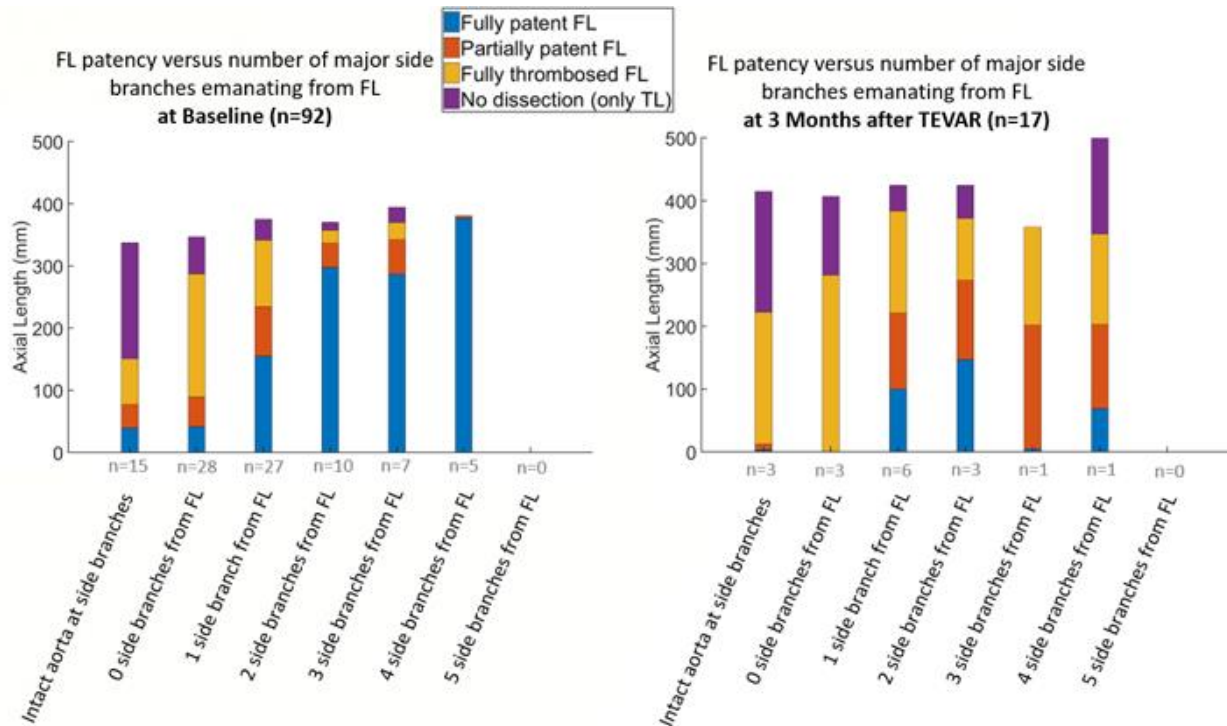 Fully patent FL
Partially patent FL
Fully thrombosed FL
No dissection (only TL)
FL patency versus number of major side
branches emanating from FL
at Baseline (n=92)
500
400
300
200
100
0
Axial Length (mm)
n=15
n=28
n=27
n=10
n=7
n=5
n=0
Intact aorta at side branches
0 side branches from FL
1 side branch from FL
2 side branches from FL
3 side branches from FL
4 side branches from FL
5 side branches from FL
FL patency versus number of major side
branches emanating from FL
at 3 Months after TEVAR (n=17)
500
400
300
200
100
0
Axial Length (mm)
n=3
n=3
n=6
n=3
n=1
n=1
n=0
Intact aorta at side branches
0 side branches from FL
1 side branch from FL
2 side branches from FL
3 side branches from FL
4 side branches from FL
5 side branches from FL